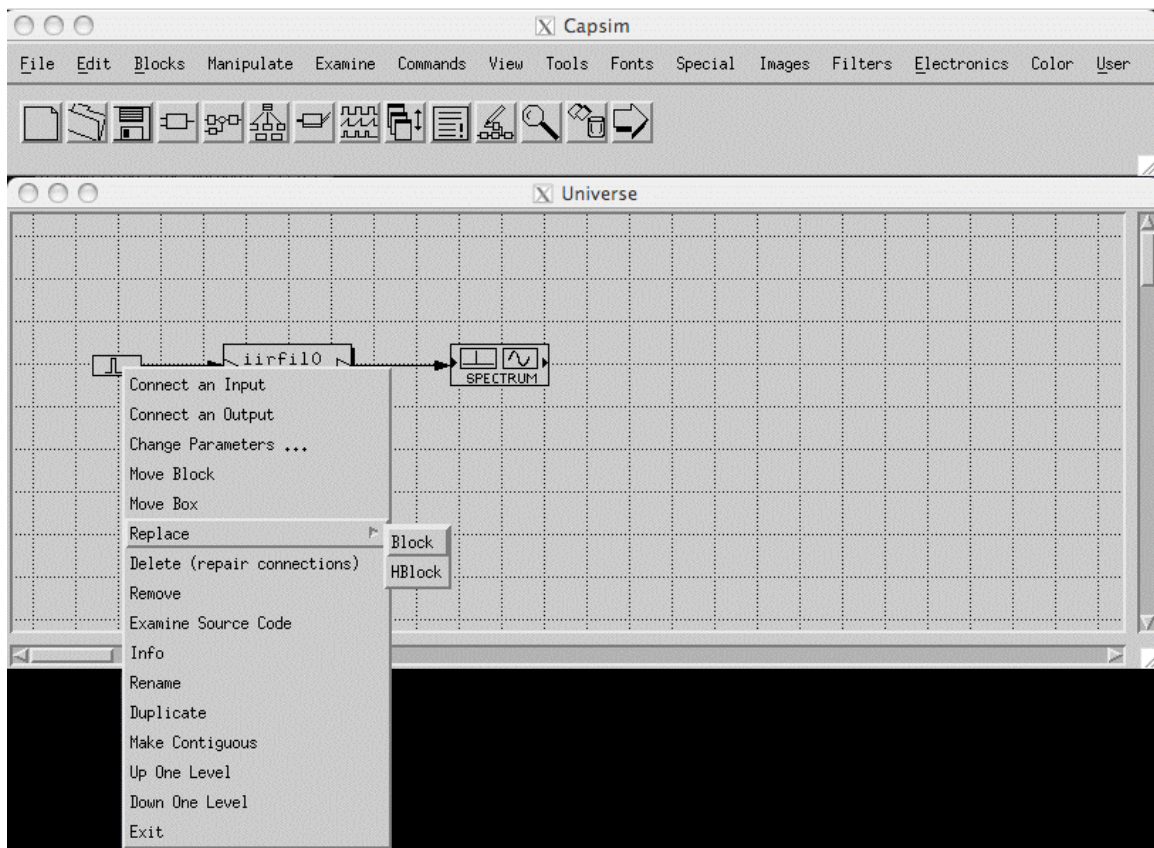 X Capsim
File Edit Blocks Manipulate Examine Commands View Tools Fonts Special Images Filters Electronics Color User
X Universe
iirfil0
SPECTRUM
Connect an Input
Connect an Output
Change Parameters ...
Move Block
Move Box
Replace
Block
HBlock
Delete (repair connections)
Remove
Examine Source Code
Info
Rename
Duplicate
Make Contiguous
Up One Level
Down One Level
Exit